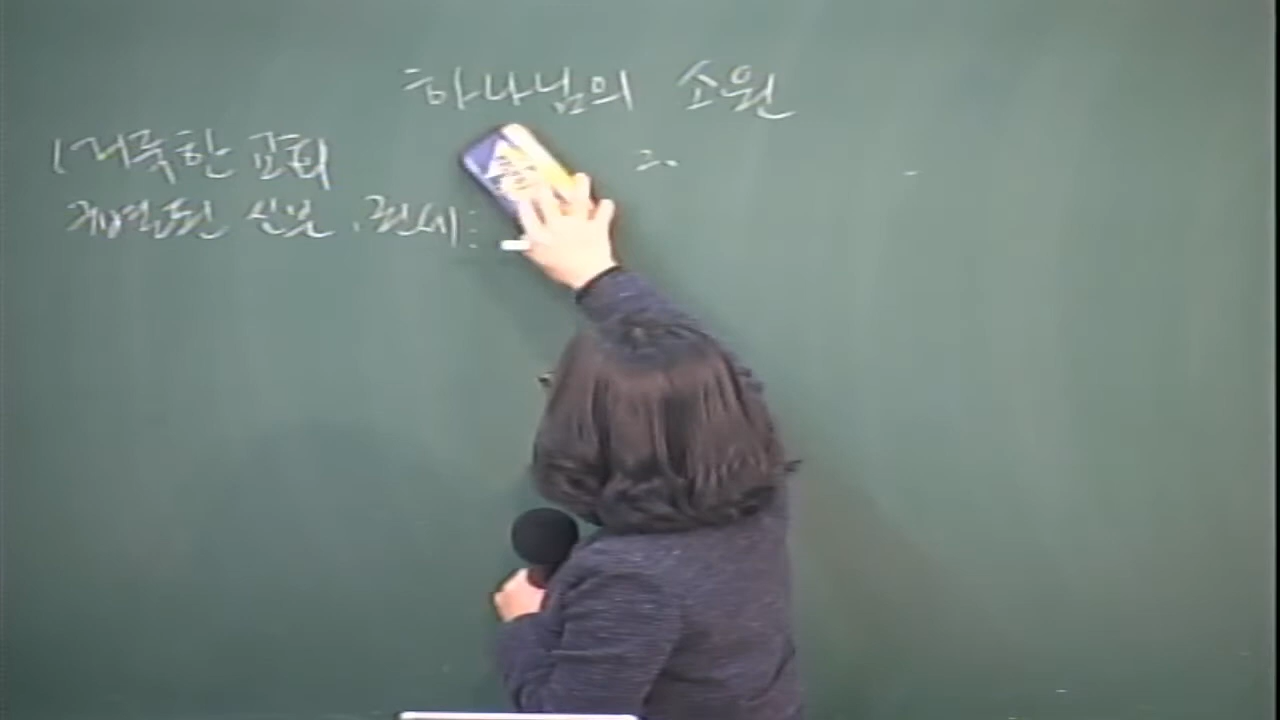 하나님의 소원
1 거룩한 교회
계열된 신분, 권세:
2.